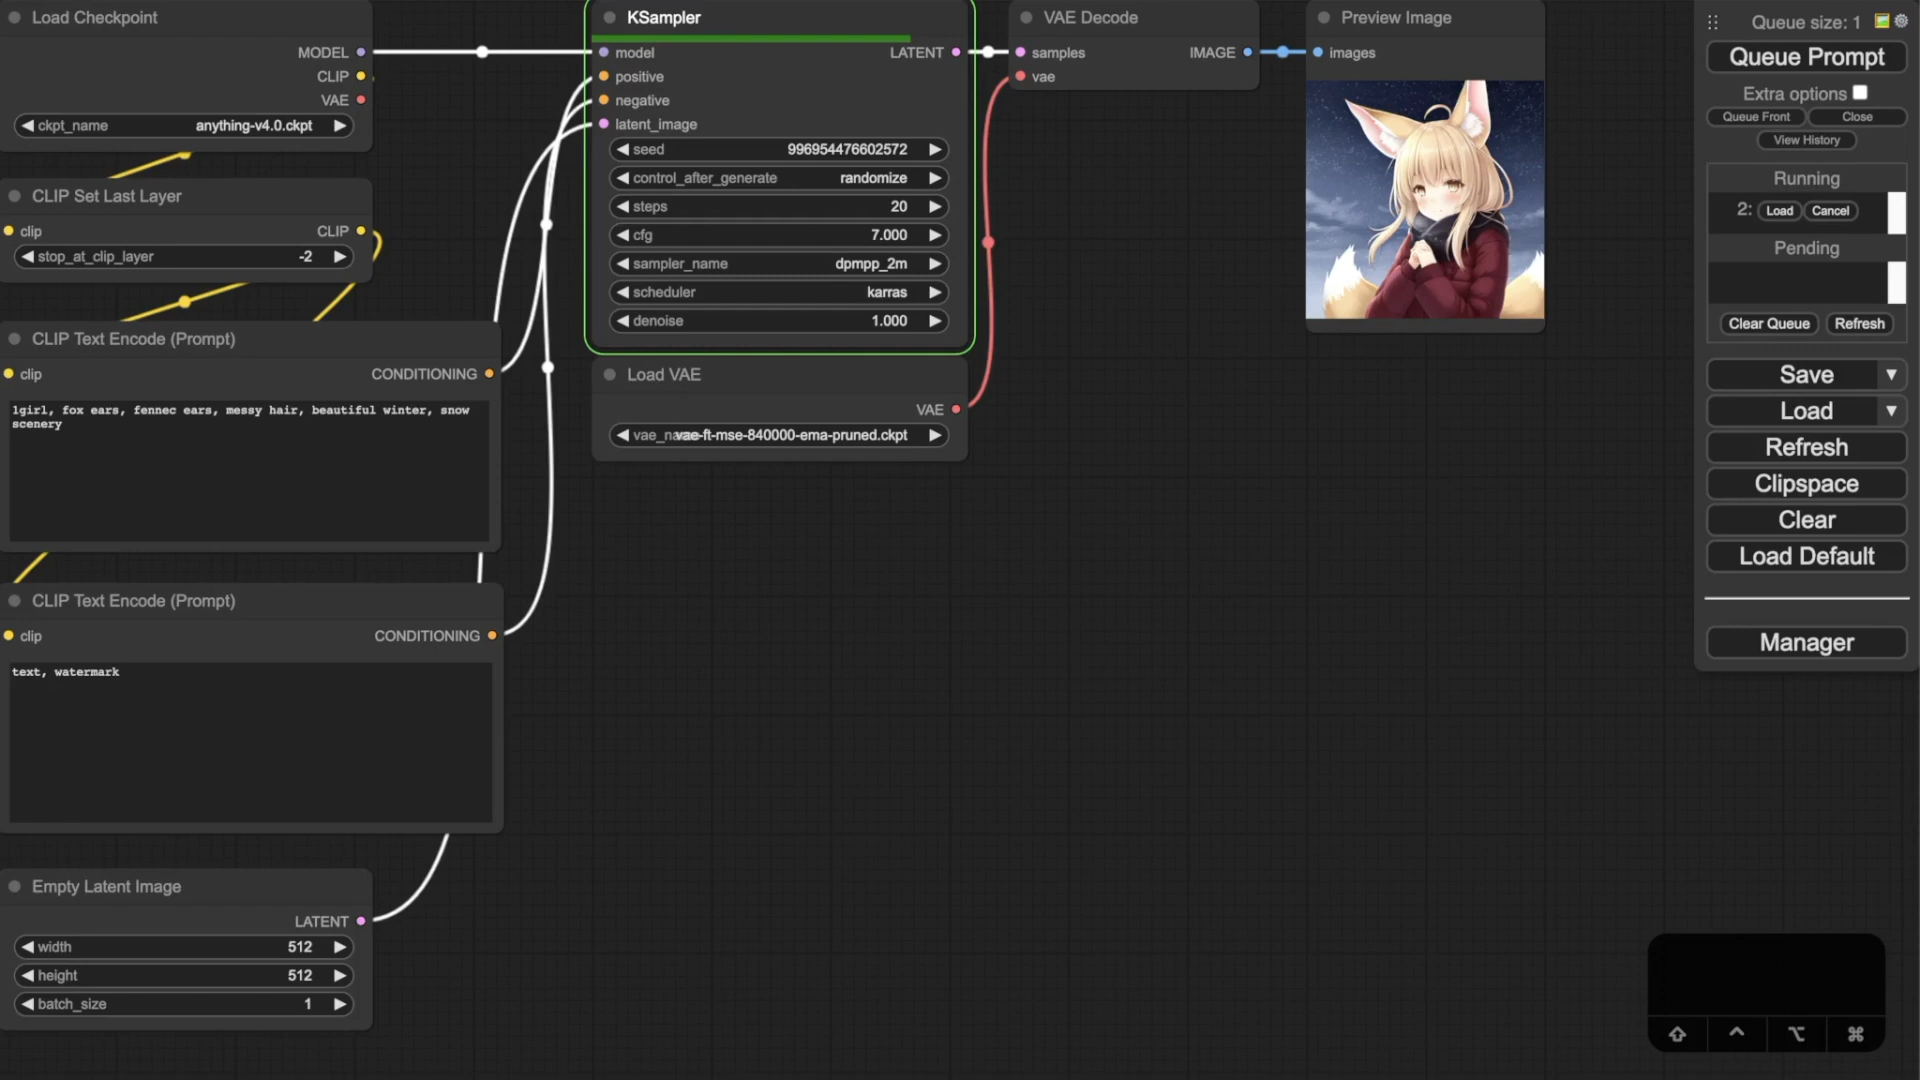 Load Checkpoint
MODEL
CLIP
VAE
ckpt_name anything-v4.0.ckpt
CLIP Set Last Layer
clip CLIP
stop_at_clip_layer -2
CLIP Text Encode (Prompt)
clip CONDITIONING
1girl, fox ears, fennec ears, messy hair, beautiful winter, snow
scenery
CLIP Text Encode (Prompt)
clip CONDITIONING
text, watermark
Empty Latent Image
LATENT
width 512
height 512
batch_size 1
KSampler
model LATENT
positive
negative
latent_image
seed 996954476602572
control_after_generate randomize
steps 20
cfg 7.000
sampler_name dpmpp_2m
scheduler karras
denoise 1.000
Load VAE
VAE
vae-ft-mse-840000-ema-pruned.ckpt
VAE Decode
samples IMAGE
vae
Preview Image
images
Queue size: 1
Queue Prompt
Extra options
Queue Front Close
View History
Running
2: Load Cancel
Pending
Clear Queue Refresh
Save
Load
Refresh
Clipspace
Clear
Load Default
Manager